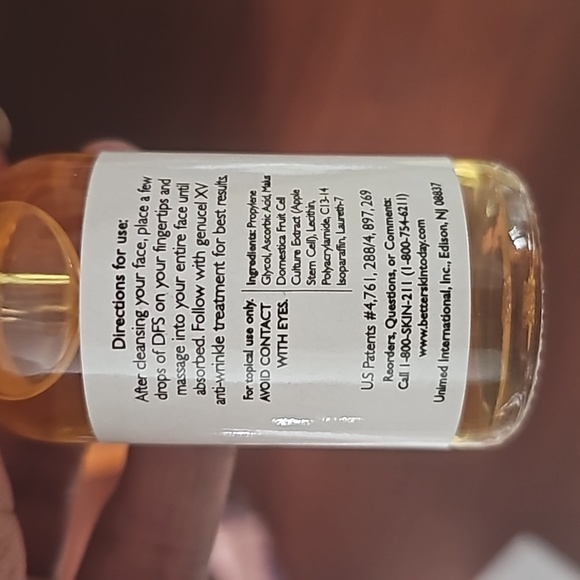 Directions for use:
After cleansing your face, place a few
drops of DFS on your fingertips and
massage into your entire face until
absorbed. Follow with genucel XV
anti-wrinkle treatment for best results.
For topical use only.
AVOID CONTACT
WITH EYES.
Ingredients: Propylene
Glycol, Ascorbic Acid, Malus
Domestica Fruit Cell
Culture Extract (Apple
Stem Cell), Lecithin,
Polyacrylamide, C13-14
Isoparafin, Laureth-7
U.S Patents #4,761,288/4,897,269
Reorders, Questions, or Comments:
Call 1-800-SKIN-211 (1-800-754-6211)
www.betterskintoday.com
Unimed International, Inc., Edison, NJ 08837